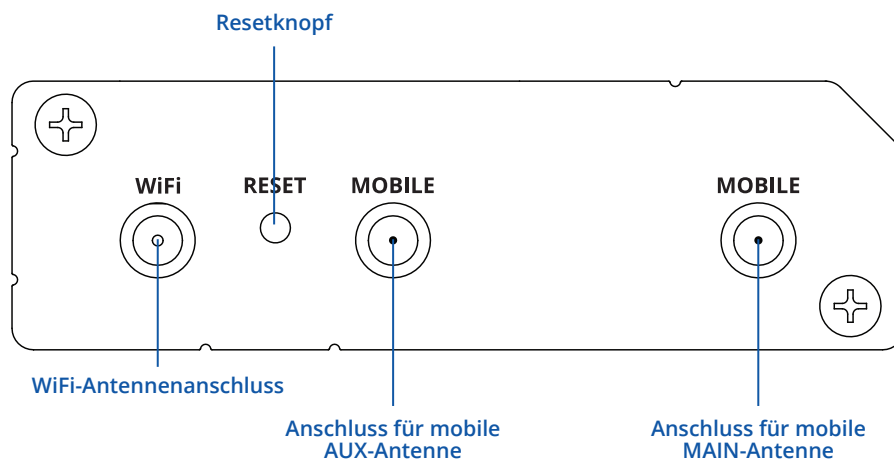 Resetknopf
WiFi
RESET
MOBILE
MOBILE
WiFi-Antennenanschluss
Anschluss für mobile
AUX-Antenne
Anschluss für mobile
MAIN-Antenne